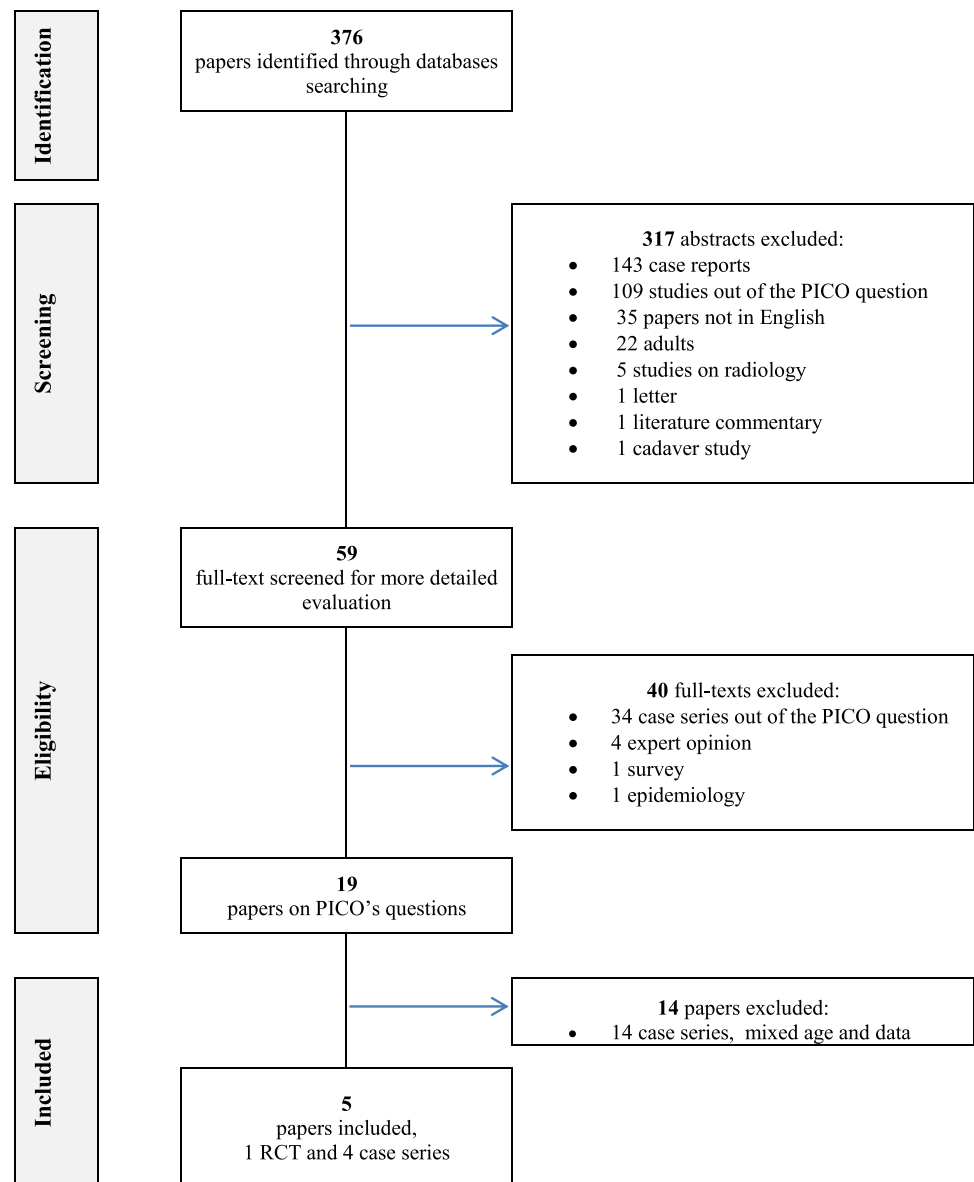 Identification
376
papers identified through databases
searching
Screening
317 abstracts excluded:
• 143 case reports
• 109 studies out of the PICO question
• 35 papers not in English
• 22 adults
• 5 studies on radiology
• 1 letter
• 1 literature commentary
• 1 cadaver study
Eligibility
59
full-text screened for more detailed
evaluation
40 full-texts excluded:
• 34 case series out of the PICO question
• 4 expert opinion
• 1 survey
• 1 epidemiology
19
papers on PICO’s questions
Included
14 papers excluded:
• 14 case series, mixed age and data
5
papers included,
1 RCT and 4 case series